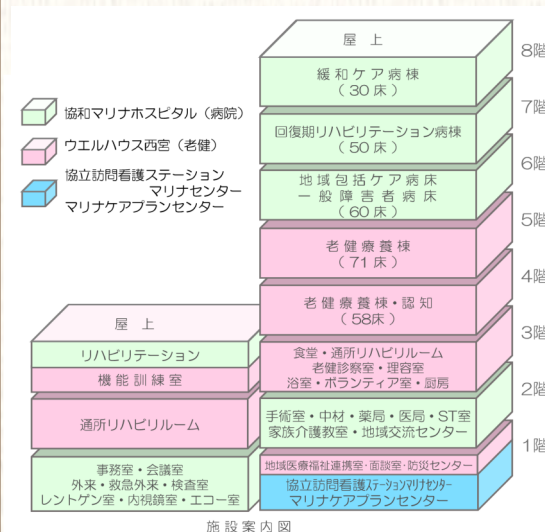 協和マリナホスピタル（病院）
ウエルハウス西宮（老健）
協立訪問看護ステーション
マリナセンター
マリナケアプランセンター
屋上
8階
緩和ケア病棟
（30床）
7階
回復期リハビリテーション病棟
（50床）
6階
地域包括ケア病床
一般障害者病床
（60床）
5階
老健療養棟
（71床）
4階
老健療養棟・認知
（58床）
3階
食堂・通所リハビリルーム
老健診察室・理容室
浴室・ボランティア室・厨房
2階
手術室・中材・薬局・医局・ST室
家族介護教室・地域交流センター
1階
地域医療福祉連携室・面談室・防災センター
協立訪問看護ステーションマリナセンター
マリナケアプランセンター
屋上
リハビリテーション
機能訓練室
通所リハビリルーム
事務室・会議室
外来・救急外来・検査室
レントゲン室・内視鏡室・エコー室
施設案内図